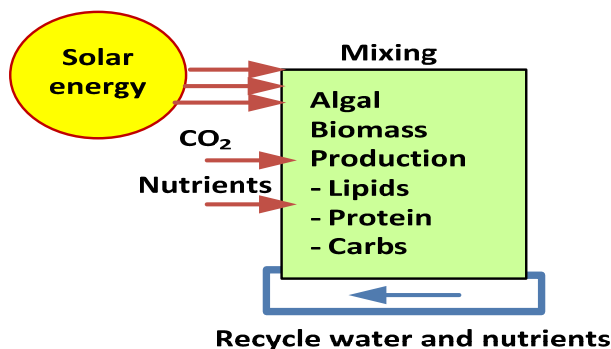 Solar
energy
Mixing
Algal
Biomass
Production
- Lipids
- Protein
- Carbs
CO₂
Nutrients
Recycle water and nutrients